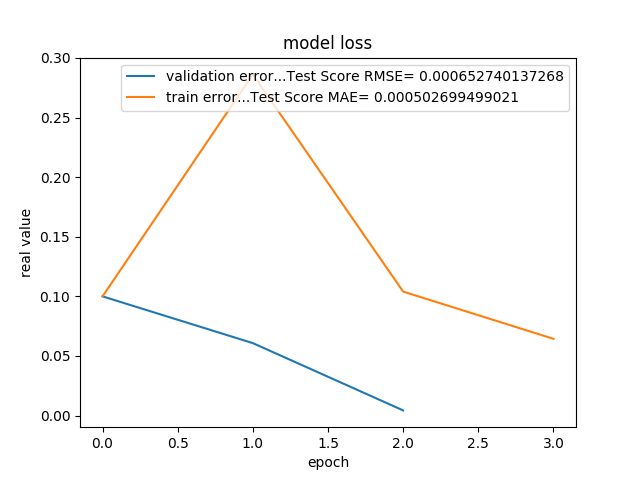 model loss
validation error...Test Score RMSE= 0.000652740137268
train error...Test Score MAE= 0.000502699499021
real value
0.30
0.25
0.20
0.15
0.10
0.05
0.00
0.0 0.5 1.0 1.5 2.0 2.5 3.0
epoch